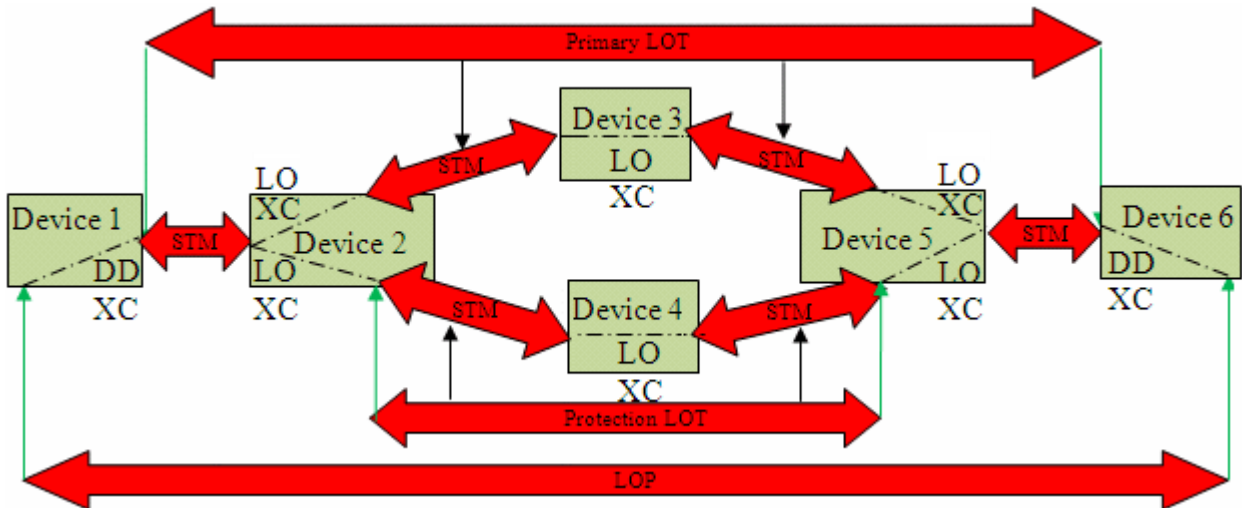 Primary LOT
Device 3
LO
XC
STM
STM
LO
XC
LO
XC
Device 1
DD
XC
STM
Device 2
LO
XC
Device 5
LO
XC
STM
Device 6
DD
XC
STM
STM
Device 4
LO
XC
Protection LOT
LOP